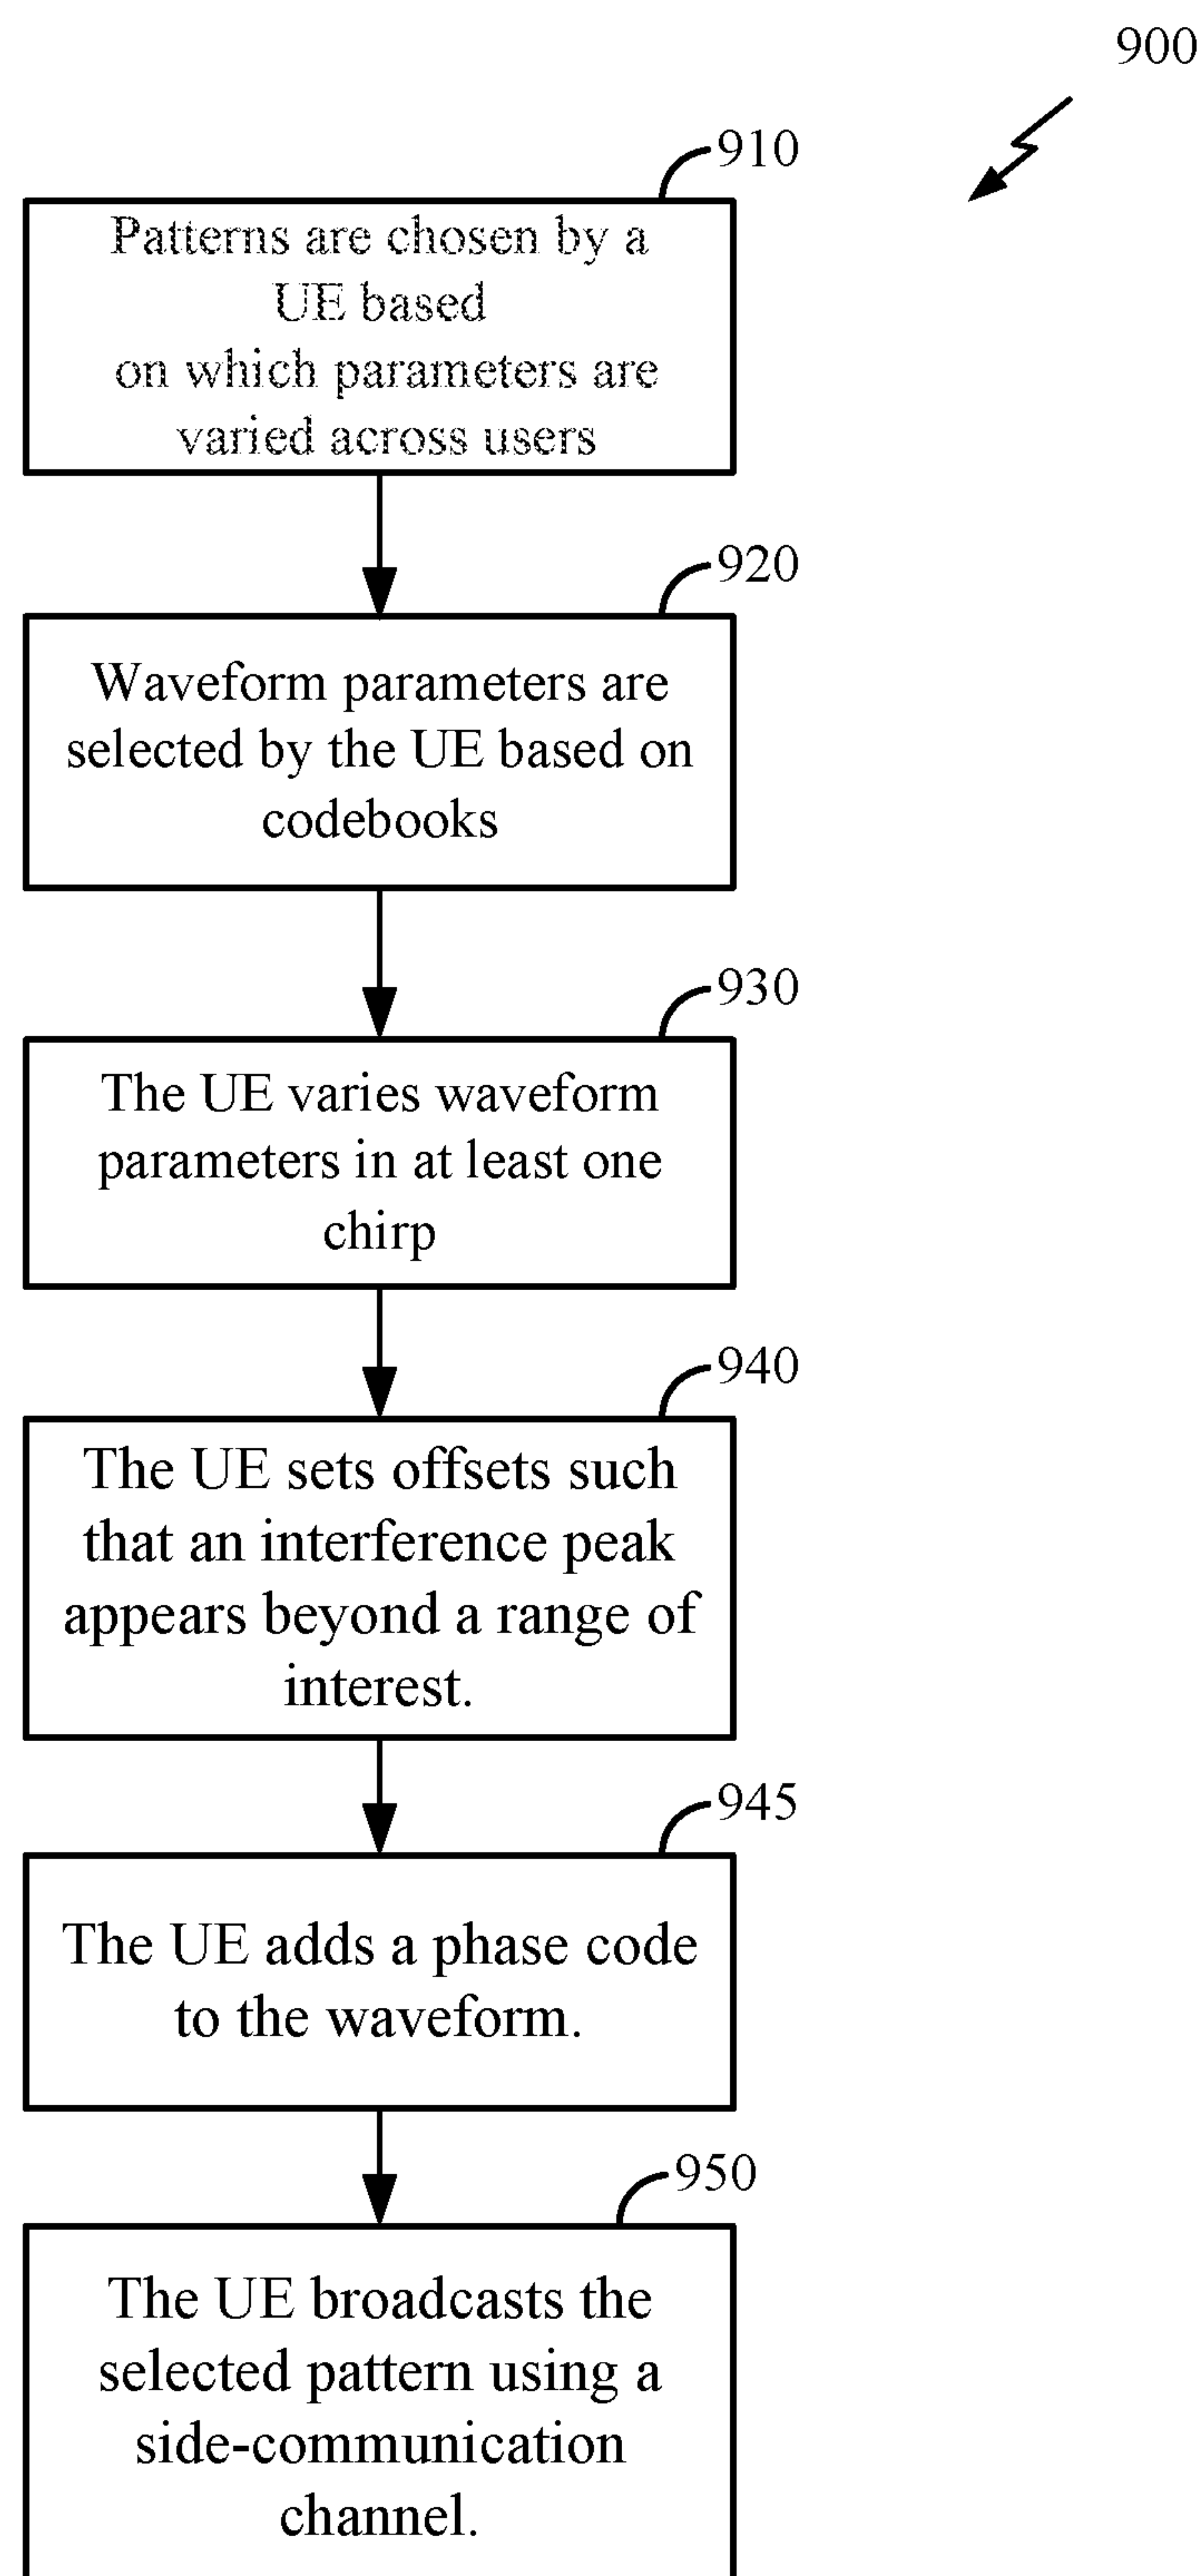 900
910
Patterns are chosen by a
UE based
on which parameters are
varied across users
920
Waveform parameters are
selected by the UE based on
codebooks
930
The UE varies waveform
parameters in at least one
chirp
940
The UE sets offsets such
that an interference peak
appears beyond a range of
interest.
945
The UE adds a phase code
to the waveform.
950
The UE broadcasts the
selected pattern using a
side-communication
channel.